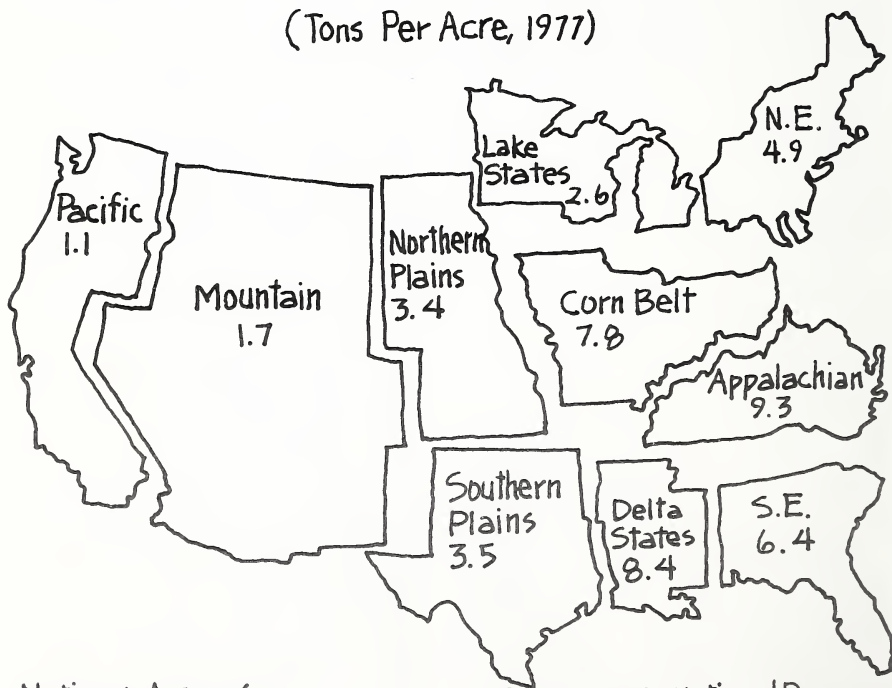 (Tons Per Acre, 1977)
N.E.
4.9
Lake
States
2.6
Pacific
1.1
Northern
Plains
3.4
Mountain
1.7
Corn Belt
7.8
Appalachian
9.3
Southern
Plains
3.5
Delta
States
8.4
S.E.
6.4